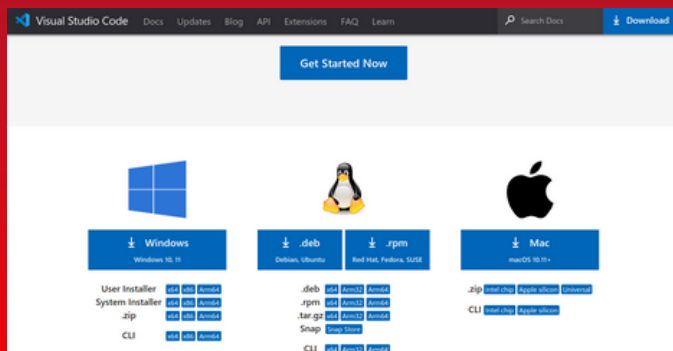 Visual Studio Code Docs Updates Blog API Extensions FAQ Learn Search Docs Download
Get Started Now
Windows
Windows 10, 11
User Installer x64 x86 Arm64
System Installer x64 x86 Arm64
.zip x64 x86 Arm64
CLI x64 x86 Arm64
.deb
Debian, Ubuntu
.rpm
Red Hat, Fedora, SUSE
.deb x64 Arm32 Arm64
.rpm x64 Arm32 Arm64
.tar.gz x64 Arm32 Arm64
Snap Snap Store
CLI x64 Arm32 Arm64
Mac
macOS 10.11+
.zip Intel chip Apple silicon Universal
CLI Intel chip Apple silicon